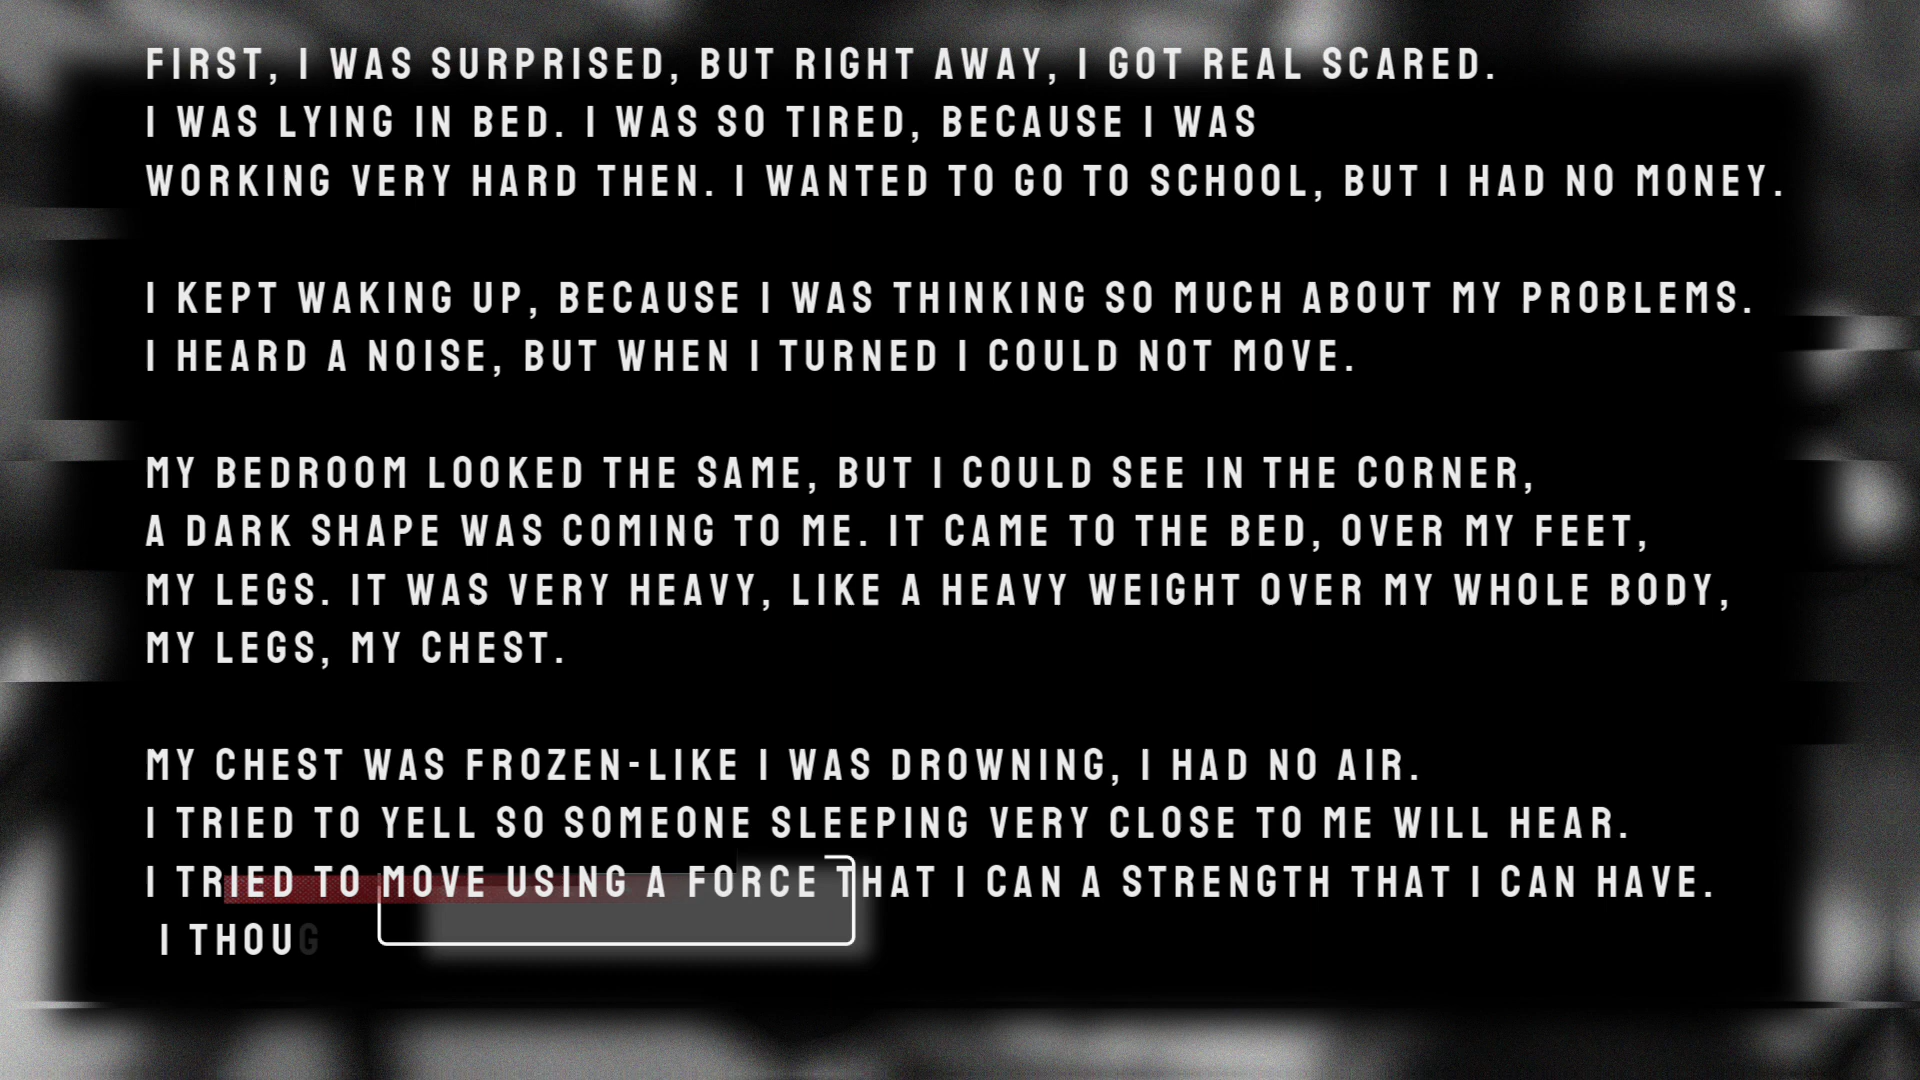 FIRST, I WAS SURPRISED, BUT RIGHT AWAY, I GOT REAL SCARED.
I WAS LYING IN BED. I WAS SO TIRED, BECAUSE I WAS
WORKING VERY HARD THEN. I WANTED TO GO TO SCHOOL, BUT I HAD NO MONEY.
I KEPT WAKING UP, BECAUSE I WAS THINKING SO MUCH ABOUT MY PROBLEMS.
I HEARD A NOISE, BUT WHEN I TURNED I COULD NOT MOVE.
MY BEDROOM LOOKED THE SAME, BUT I COULD SEE IN THE CORNER,
A DARK SHAPE WAS COMING TO ME. IT CAME TO THE BED, OVER MY FEET,
MY LEGS. IT WAS VERY HEAVY, LIKE A HEAVY WEIGHT OVER MY WHOLE BODY,
MY LEGS, MY CHEST.
MY CHEST WAS FROZEN-LIKE I WAS DROWNING, I HAD NO AIR.
I TRIED TO YELL SO SOMEONE SLEEPING VERY CLOSE TO ME WILL HEAR.
I TRIED TO MOVE USING A FORCE THAT I CAN A STRENGTH THAT I CAN HAVE.
I THOUG